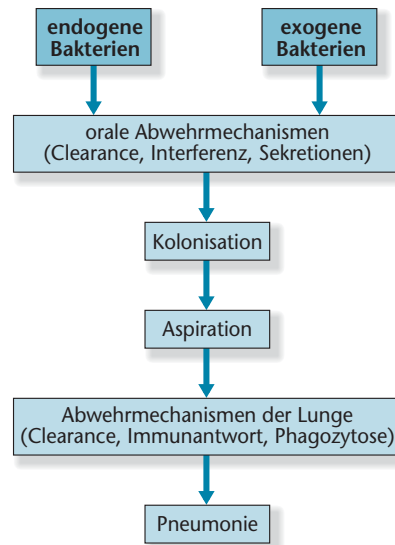 endogene
Bakterien
exogene
Bakterien
orale Abwehrmechanismen
(Clearance, Interferenz, Sekretionen)
Kolonisation
Aspiration
Abwehrmechanismen der Lunge
(Clearance, Immunantwort, Phagozytose)
Pneumonie